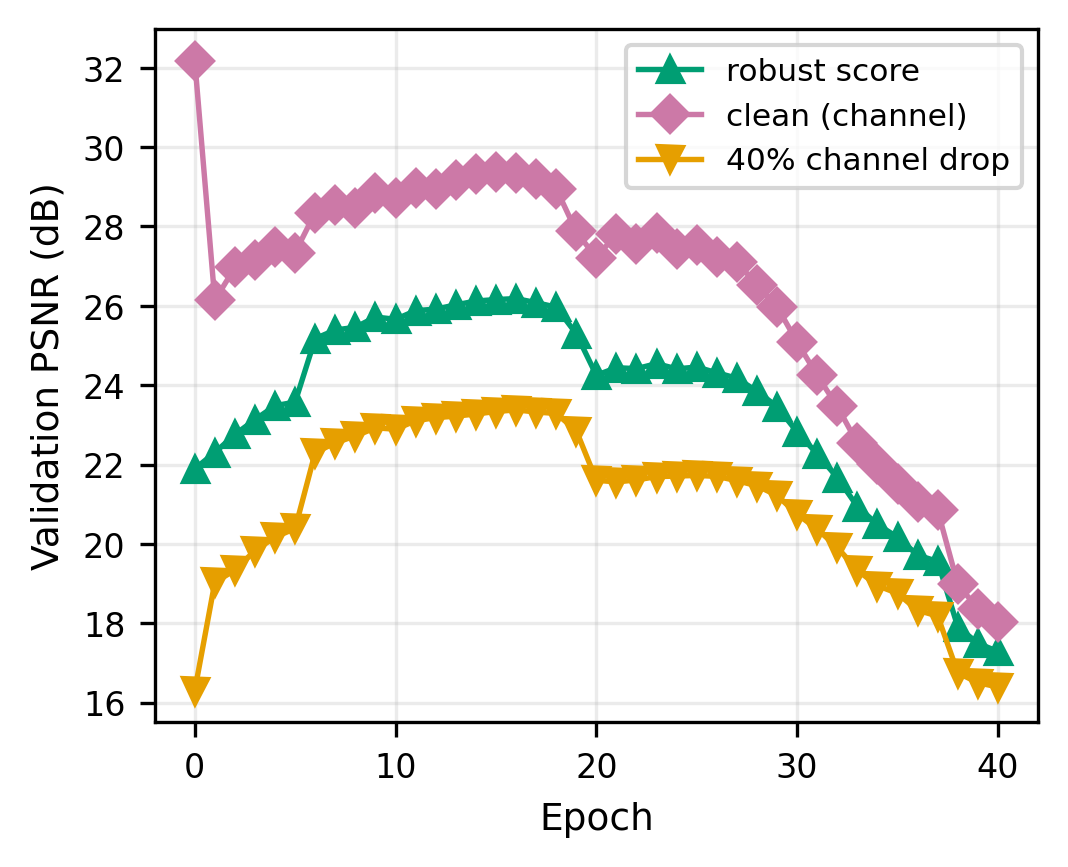 32
30
28
26
24
22
20
18
16
Validation PSNR (dB)
robust score
clean (channel)
40% channel drop
0 10 20 30 40
Epoch